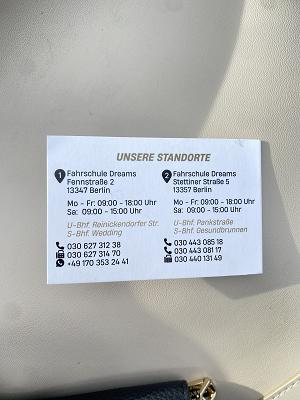 UNSERE STANDORTE
1 Fahrschule Dreams
Fennstraße 2
13347 Berlin
Mo - Fr: 09:00 - 18:00 Uhr
Sa: 09:00 - 15:00 Uhr
U-Bhf. Reinickendorfer Str.
S-Bhf. Wedding
030 627 312 38
030 627 314 70
+49 170 353 24 41
2 Fahrschule Dreams
Stettiner Straße 5
13357 Berlin
Mo - Fr: 09:00 - 18:00 Uhr
Sa: 09:00 - 15:00 Uhr
U-Bhf. Pankstraße
S-Bhf. Gesundbrunnen
030 443 085 18
030 443 081 17
030 440 131 49